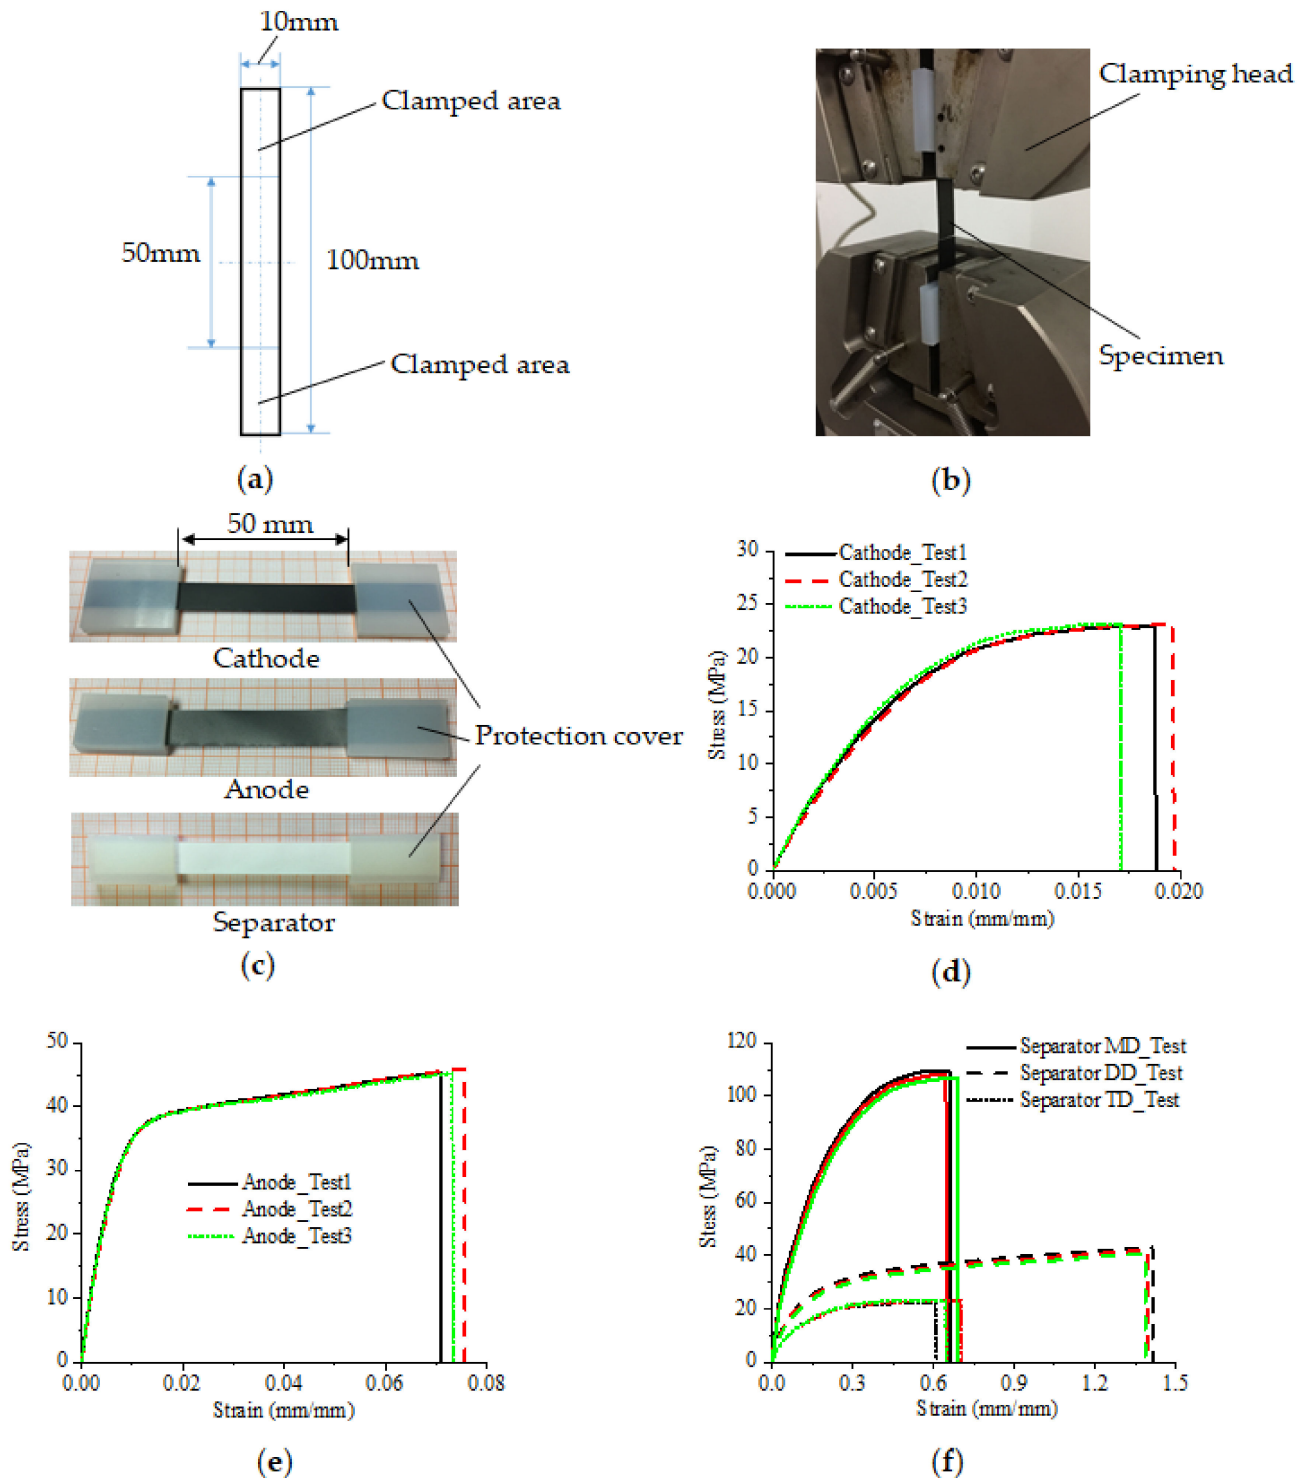 10mm
Clamped area
50mm
100mm
Clamped area
(a)
Clamping head
Specimen
(b)
50 mm
Cathode
Anode
Protection cover
Separator
(c)
30
25
20
15
10
5
0
Stress (MPa)
Cathode_Test1
Cathode_Test2
Cathode_Test3
0.000 0.005 0.010 0.015 0.020
Strain (mm/mm)
(d)
50
40
30
20
10
0
Stress (MPa)
Anode_Test1
Anode_Test2
Anode_Test3
0.00 0.02 0.04 0.06 0.08
Strain (mm/mm)
(e)
120
100
80
60
40
20
0
Stess (MPa)
Separator MD_Test
Separator DD_Test
Separator TD_Test
0.0 0.3 0.6 0.9 1.2 1.5
Strain (mm/mm)
(f)